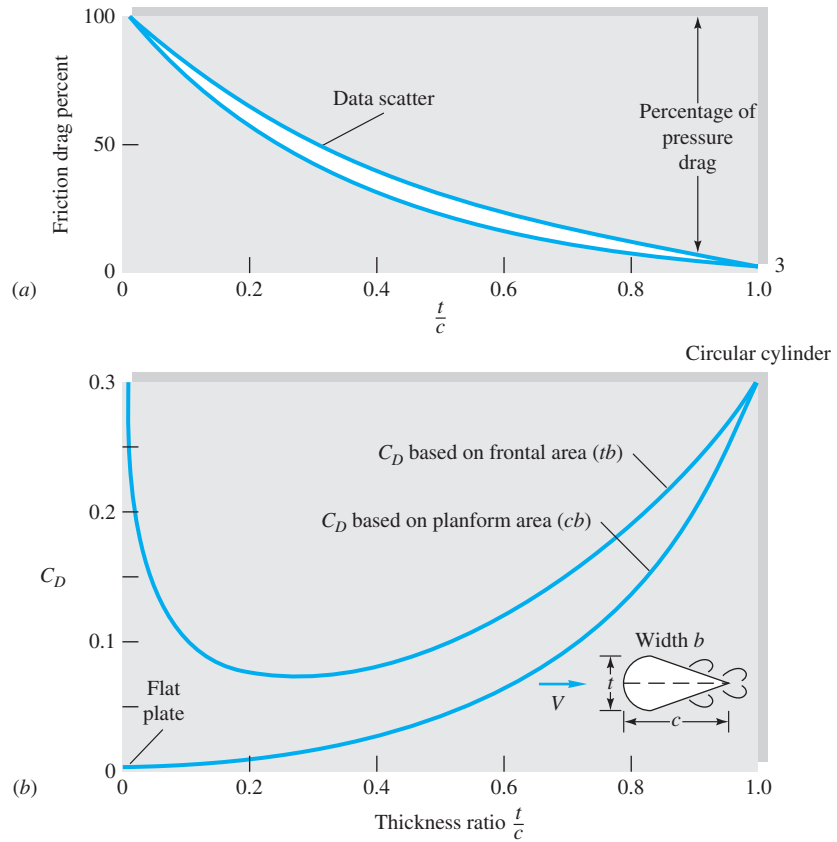 100
50
0
Friction drag percent
Data scatter
Percentage of
pressure
drag
3
(a)
0
0.2
0.4
0.6
0.8
1.0
t/c
Circular cylinder
0.3
0.2
0.1
0
C_D
C_D based on frontal area (tb)
C_D based on planform area (cb)
Width b
t
c
V
Flat
plate
(b)
0
0.2
0.4
0.6
0.8
1.0
Thickness ratio t/c